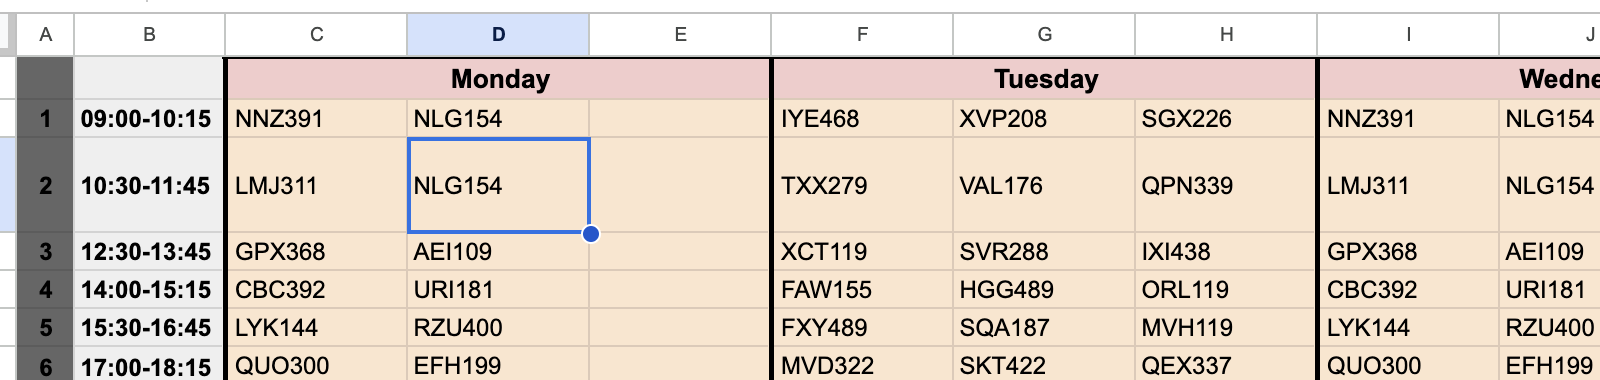 A B C D E F G H I J
Monday Tuesday Wedne
1 09:00-10:15 NNZ391 NLG154 IYE468 XVP208 SGX226 NNZ391 NLG154
2 10:30-11:45 LMJ311 NLG154 TXX279 VAL176 QPN339 LMJ311 NLG154
3 12:30-13:45 GPX368 AEI109 XCT119 SVR288 IXI438 GPX368 AEI109
4 14:00-15:15 CBC392 URI181 FAW155 HGG489 ORL119 CBC392 URI181
5 15:30-16:45 LYK144 RZU400 FXY489 SQA187 MVH119 LYK144 RZU400
6 17:00-18:15 QUO300 EFH199 MVD322 SKT422 QEX337 QUO300 EFH199